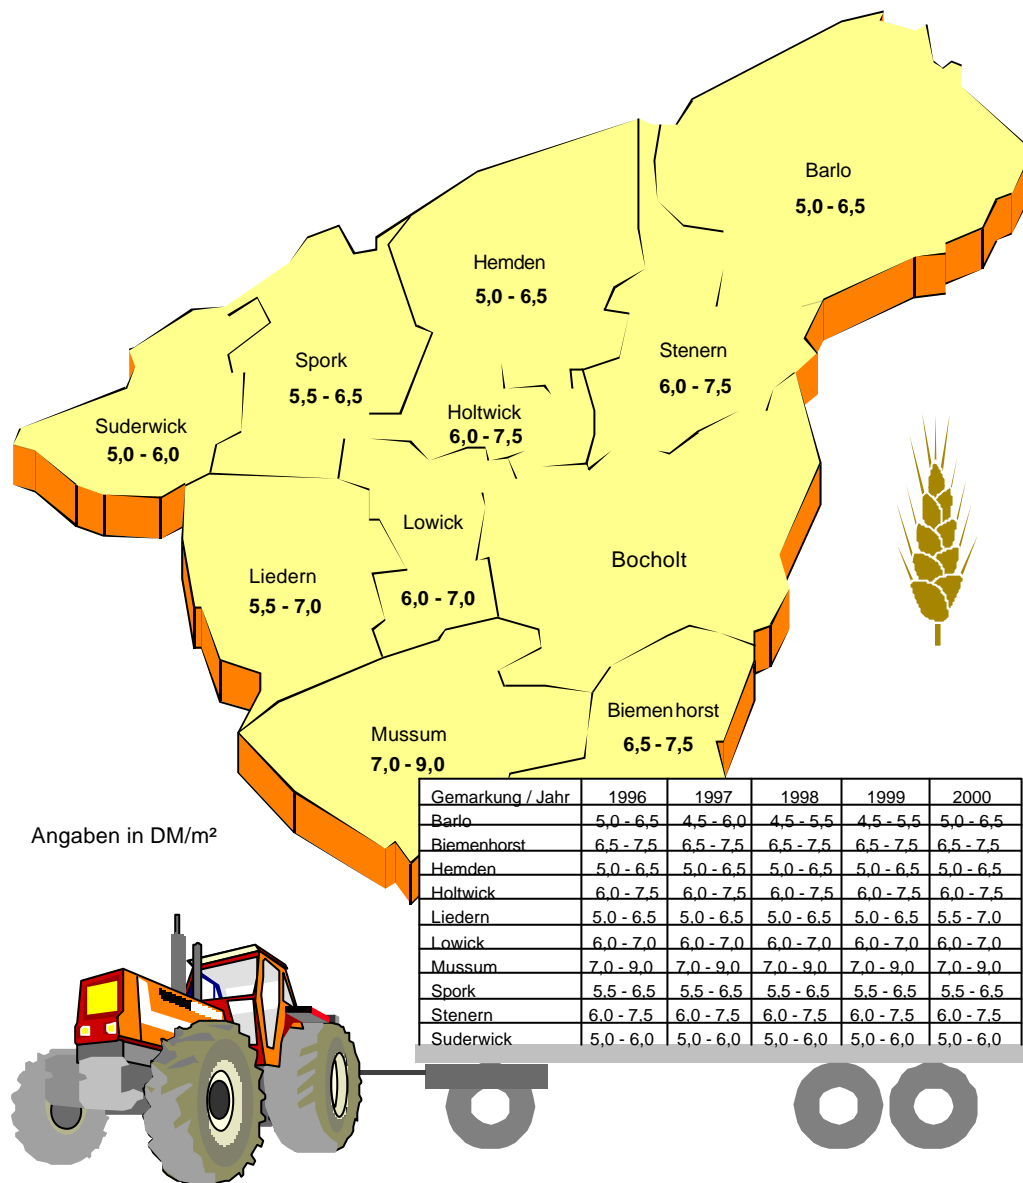 Barlo
5,0 - 6,5
Hemden
5,0 - 6,5
Stenern
6,0 - 7,5
Spork
5,5 - 6,5
Holtwick
6,0 - 7,5
Suderwick
5,0 - 6,0
Lowick
6,0 - 7,0
Bocholt
Liedern
5,5 - 7,0
Biemenhorst
6,5 - 7,5
Mussum
7,0 - 9,0
Angaben in DM/m²
Gemarkung / Jahr 1996 1997 1998 1999 2000
Barlo 5,0 - 6,5 4,5 - 6,0 4,5 - 5,5 4,5 - 5,5 5,0 - 6,5
Biemenhorst 6,5 - 7,5 6,5 - 7,5 6,5 - 7,5 6,5 - 7,5 6,5 - 7,5
Hemden 5,0 - 6,5 5,0 - 6,5 5,0 - 6,5 5,0 - 6,5 5,0 - 6,5
Holtwick 6,0 - 7,5 6,0 - 7,5 6,0 - 7,5 6,0 - 7,5 6,0 - 7,5
Liedern 5,0 - 6,5 5,0 - 6,5 5,0 - 6,5 5,0 - 6,5 5,5 - 7,0
Lowick 6,0 - 7,0 6,0 - 7,0 6,0 - 7,0 6,0 - 7,0 6,0 - 7,0
Mussum 7,0 - 9,0 7,0 - 9,0 7,0 - 9,0 7,0 - 9,0 7,0 - 9,0
Spork 5,5 - 6,5 5,5 - 6,5 5,5 - 6,5 5,5 - 6,5 5,5 - 6,5
Stenern 6,0 - 7,5 6,0 - 7,5 6,0 - 7,5 6,0 - 7,5 6,0 - 7,5
Suderwick 5,0 - 6,0 5,0 - 6,0 5,0 - 6,0 5,0 - 6,0 5,0 - 6,0